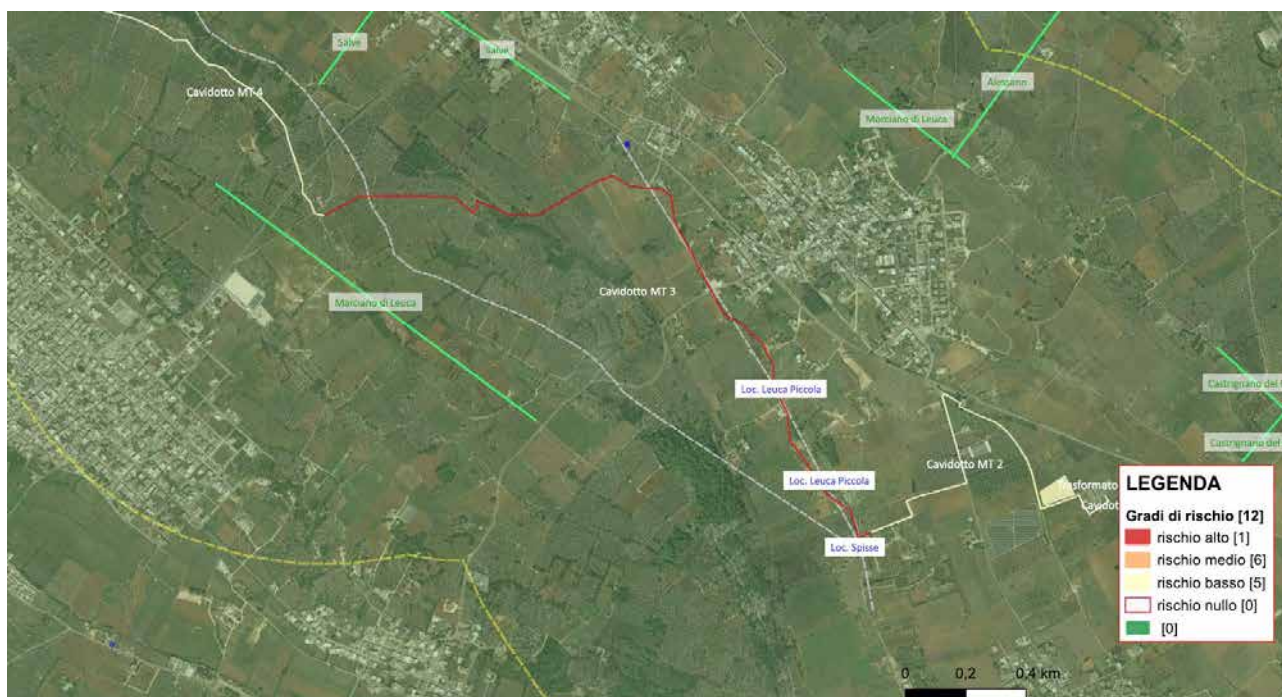 Salve
Salve
Alessano
Cavidotto MT 4
Morciano di Leuca
Cavidotto MT 3
Morciano di Leuca
Loc. Leuca Piccola
Castrignano del
Castrignano del
Cavidotto MT 2
Loc. Leuca Piccola
Loc. Spisse
LEGENDA
Gradi di rischio [12]
rischio alto [1]
rischio medio [6]
rischio basso [5]
rischio nullo [0]
[0]
0 0,2 0,4 km